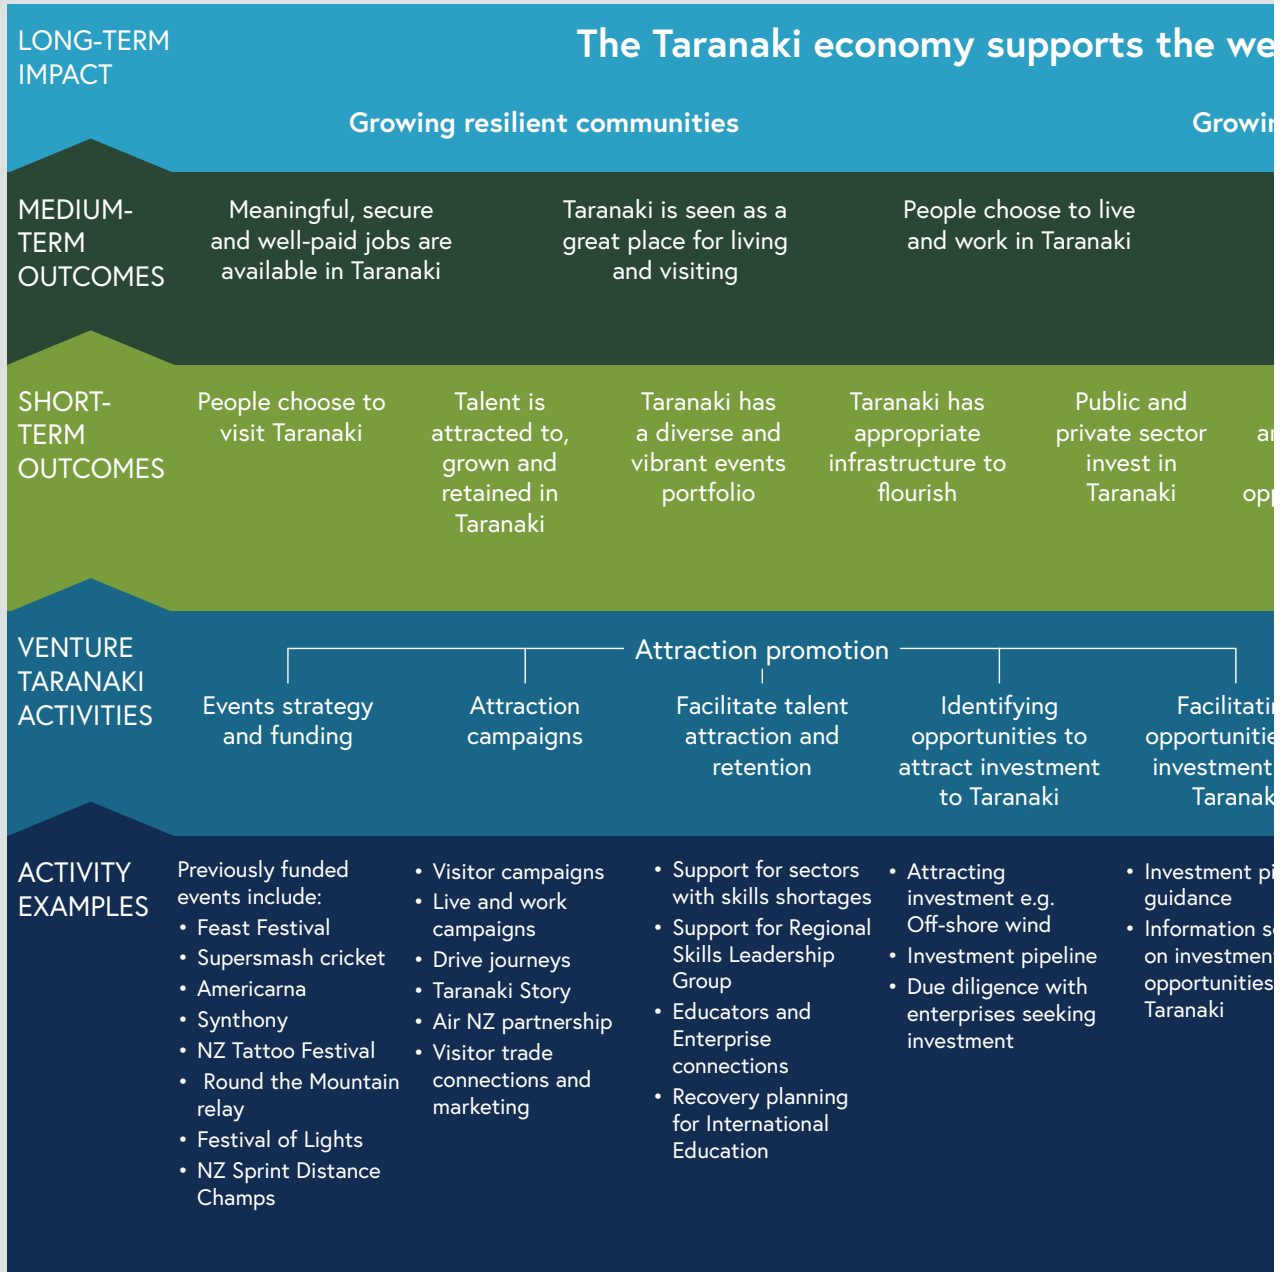 LONG-TERM
IMPACT
The Taranaki economy supports the
Growing resilient communities
MEDIUM-
TERM
OUTCOMES
Meaningful, secure
and well-paid jobs are
available in Taranaki
Taranaki is seen as a
great place for living
and visiting
People choose to live
and work in Taranaki
SHORT-
TERM
OUTCOMES
People choose to
visit Taranaki
Talent is
attracted to,
grown and
retained in
Taranaki
Taranaki has
a diverse and
vibrant events
portfolio
Taranaki has
appropriate
infrastructure to
flourish
Public and
private sector
invest in
Taranaki
VENTURE
TARANAKI
ACTIVITIES
Attraction promotion
Events strategy
and funding
Attraction
campaigns
Facilitate talent
attraction and
retention
Identifying
opportunities to
attract investment
to Taranaki
investment
ACTIVITY
EXAMPLES
Previously funded
events include:
• Feast Festival
• Supersmash cricket
• Americarna
• Synthony
• NZ Tattoo Festival
• Round the Mountain
relay
• Festival of Lights
• NZ Sprint Distance
Champs
• Visitor campaigns
• Live and work
campaigns
• Drive journeys
• Taranaki Story
• Air NZ partnership
• Visitor trade
connections and
marketing
• Support for sectors
with skills shortages
• Support for Regional
Skills Leadership
Group
• Educators and
Enterprise
connections
• Recovery planning
for International
Education
• Attracting
investment e.g.
Off-shore wind
• Investment pipeline
• Due diligence with
enterprises seeking
investment
• Investment
guidance
• Information
on
opportunities
Taranaki